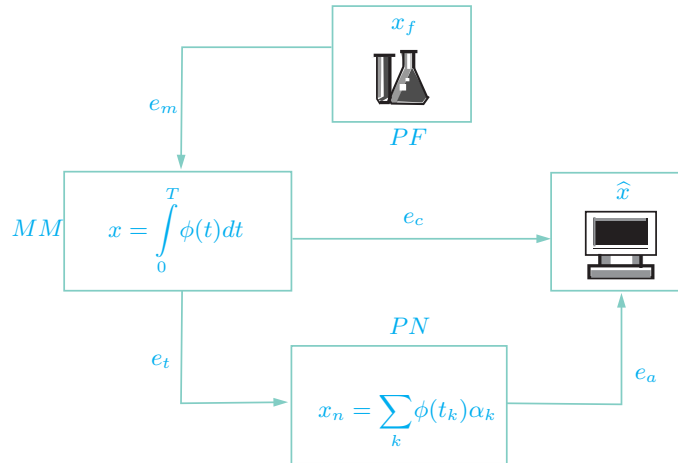 x_f
e_m
PF
MM
x = ∫_0^T ϕ(t)dt
e_c
x̂
PN
e_t
x_n = ∑_k ϕ(t_k)α_k
e_a